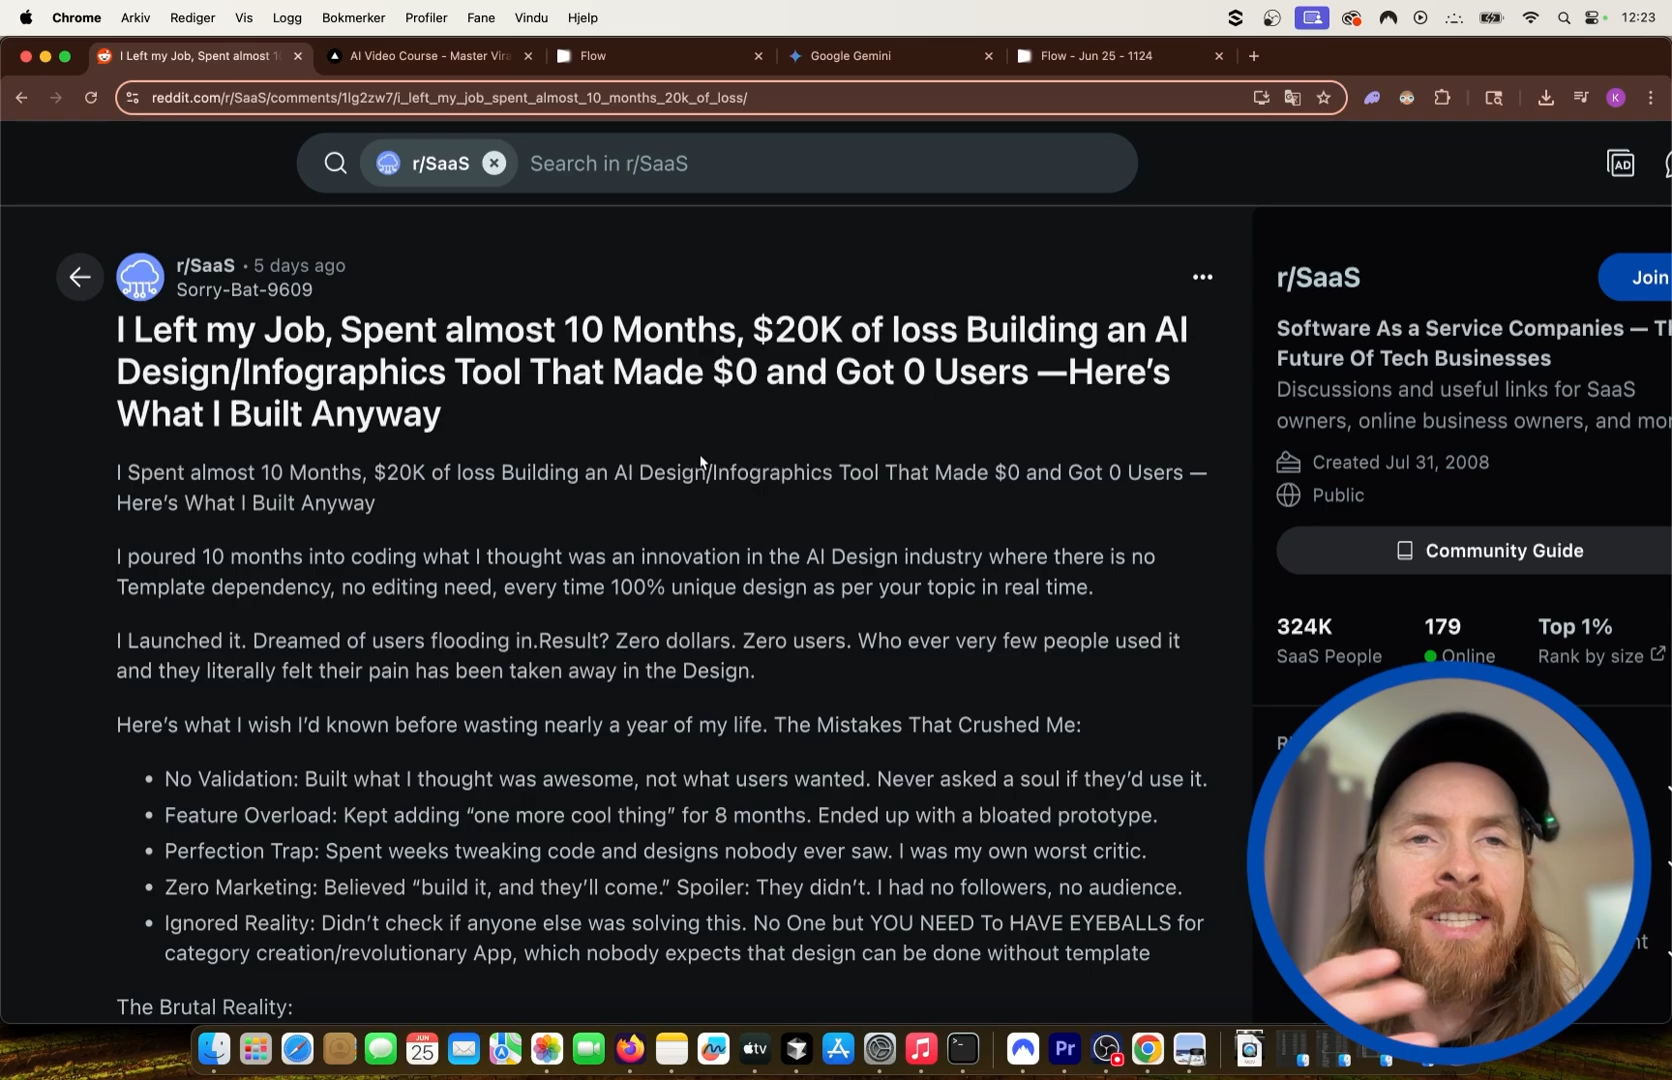 Chrome Arkiv Rediger Vis Logg Bokmerker Profiler Fane Vindu Hjelp 12:23
I Left my Job, Spent almost 10
AI Video Course - Master Vira
Flow
Google Gemini
Flow - Jun 25 - 1124
reddit.com/r/SaaS/comments/1lg2zw7/i_left_my_job_spent_almost_10_months_20k_of_loss/
K
r/SaaS Search in r/SaaS
AD
r/SaaS • 5 days ago
Sorry-Bat-9609
I Left my Job, Spent almost 10 Months, $20K of loss Building an AI
Design/Infographics Tool That Made $0 and Got 0 Users —Here's
What I Built Anyway
I Spent almost 10 Months, $20K of loss Building an AI Design/Infographics Tool That Made $0 and Got 0 Users —
Here's What I Built Anyway
I poured 10 months into coding what I thought was an innovation in the AI Design industry where there is no
Template dependency, no editing need, every time 100% unique design as per your topic in real time.
I Launched it. Dreamed of users flooding in.Result? Zero dollars. Zero users. Who ever very few people used it
and they literally felt their pain has been taken away in the Design.
Here's what I wish I'd known before wasting nearly a year of my life. The Mistakes That Crushed Me:
• No Validation: Built what I thought was awesome, not what users wanted. Never asked a soul if they'd use it.
• Feature Overload: Kept adding "one more cool thing" for 8 months. Ended up with a bloated prototype.
• Perfection Trap: Spent weeks tweaking code and designs nobody ever saw. I was my own worst critic.
• Zero Marketing: Believed "build it, and they'll come." Spoiler: They didn't. I had no followers, no audience.
• Ignored Reality: Didn't check if anyone else was solving this. No One but YOU NEED To HAVE EYEBALLS for
category creation/revolutionary App, which nobody expects that design can be done without template
The Brutal Reality:
r/SaaS
Join
Software As a Service Companies — Th
Future Of Tech Businesses
Discussions and useful links for SaaS
owners, online business owners, and mor
Created Jul 31, 2008
Public
Community Guide
324K 179 Top 1%
SaaS People Online Rank by size
JUN
25
tv
Pr